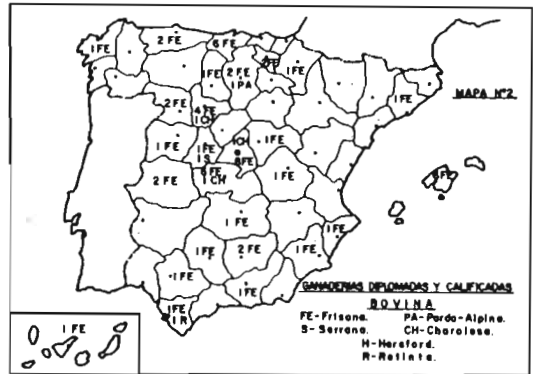 2 FE
6 FE
1 FE
1 FE
2 FE
1 PA
1 FE
1 FE
MAPA Nº2
2 FE
4 FE
1 CH
1 FE
1 FE
1 S
1 CH
8 FE
1 FE
2 FE
6 FE
1 CH
1 FE
1 FE
1 FE
1 FE
2 FE
1 FE
1 FE
1 FE
1 FE
1 R
1 FE
GANADERIAS DIPLOMADAS Y CALIFICADAS
BOVINA
FE-Frisona. PA-Pardo-Alpina.
S-Serrana. CH-Charolesa.
H-Hereford.
R-Retinta.
1 FE